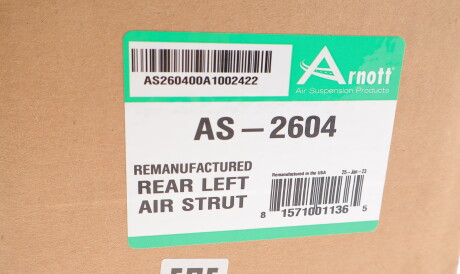 AS260400A1002422
Arnott
Air Suspension Products
AS-2604
REMANUFACTURED
REAR LEFT
AIR STRUT
Remanufactured in the USA
8 1571001136 5